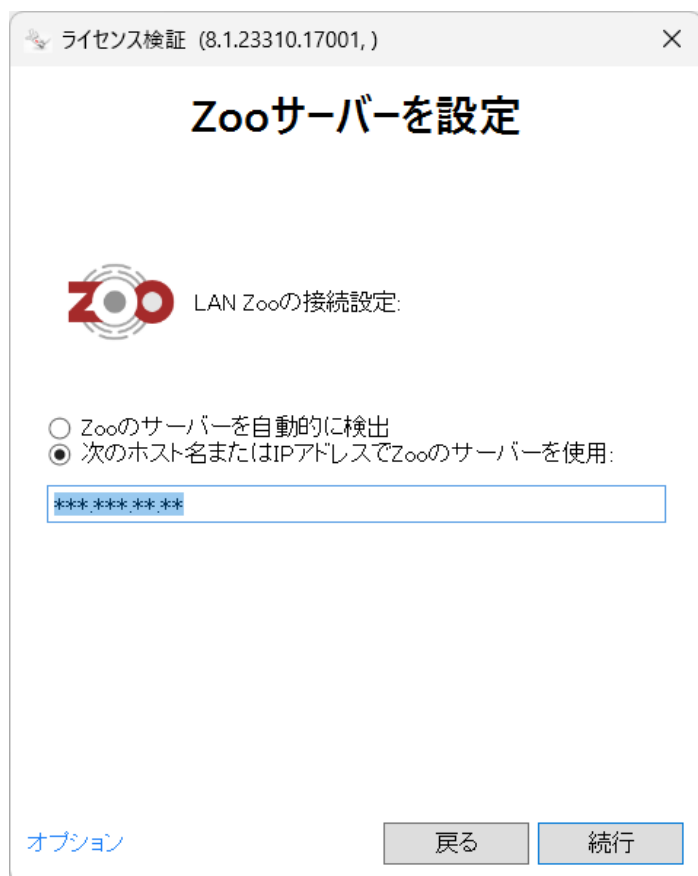 ライセンス検証 (8.1.23310.17001, )
Zooサーバーを設定
ZOO
LAN Zooの接続設定:
Zooのサーバーを自動的に検出
次のホスト名またはIPアドレスでZooのサーバーを使用:
***.***.**.**
オプション
戻る
続行